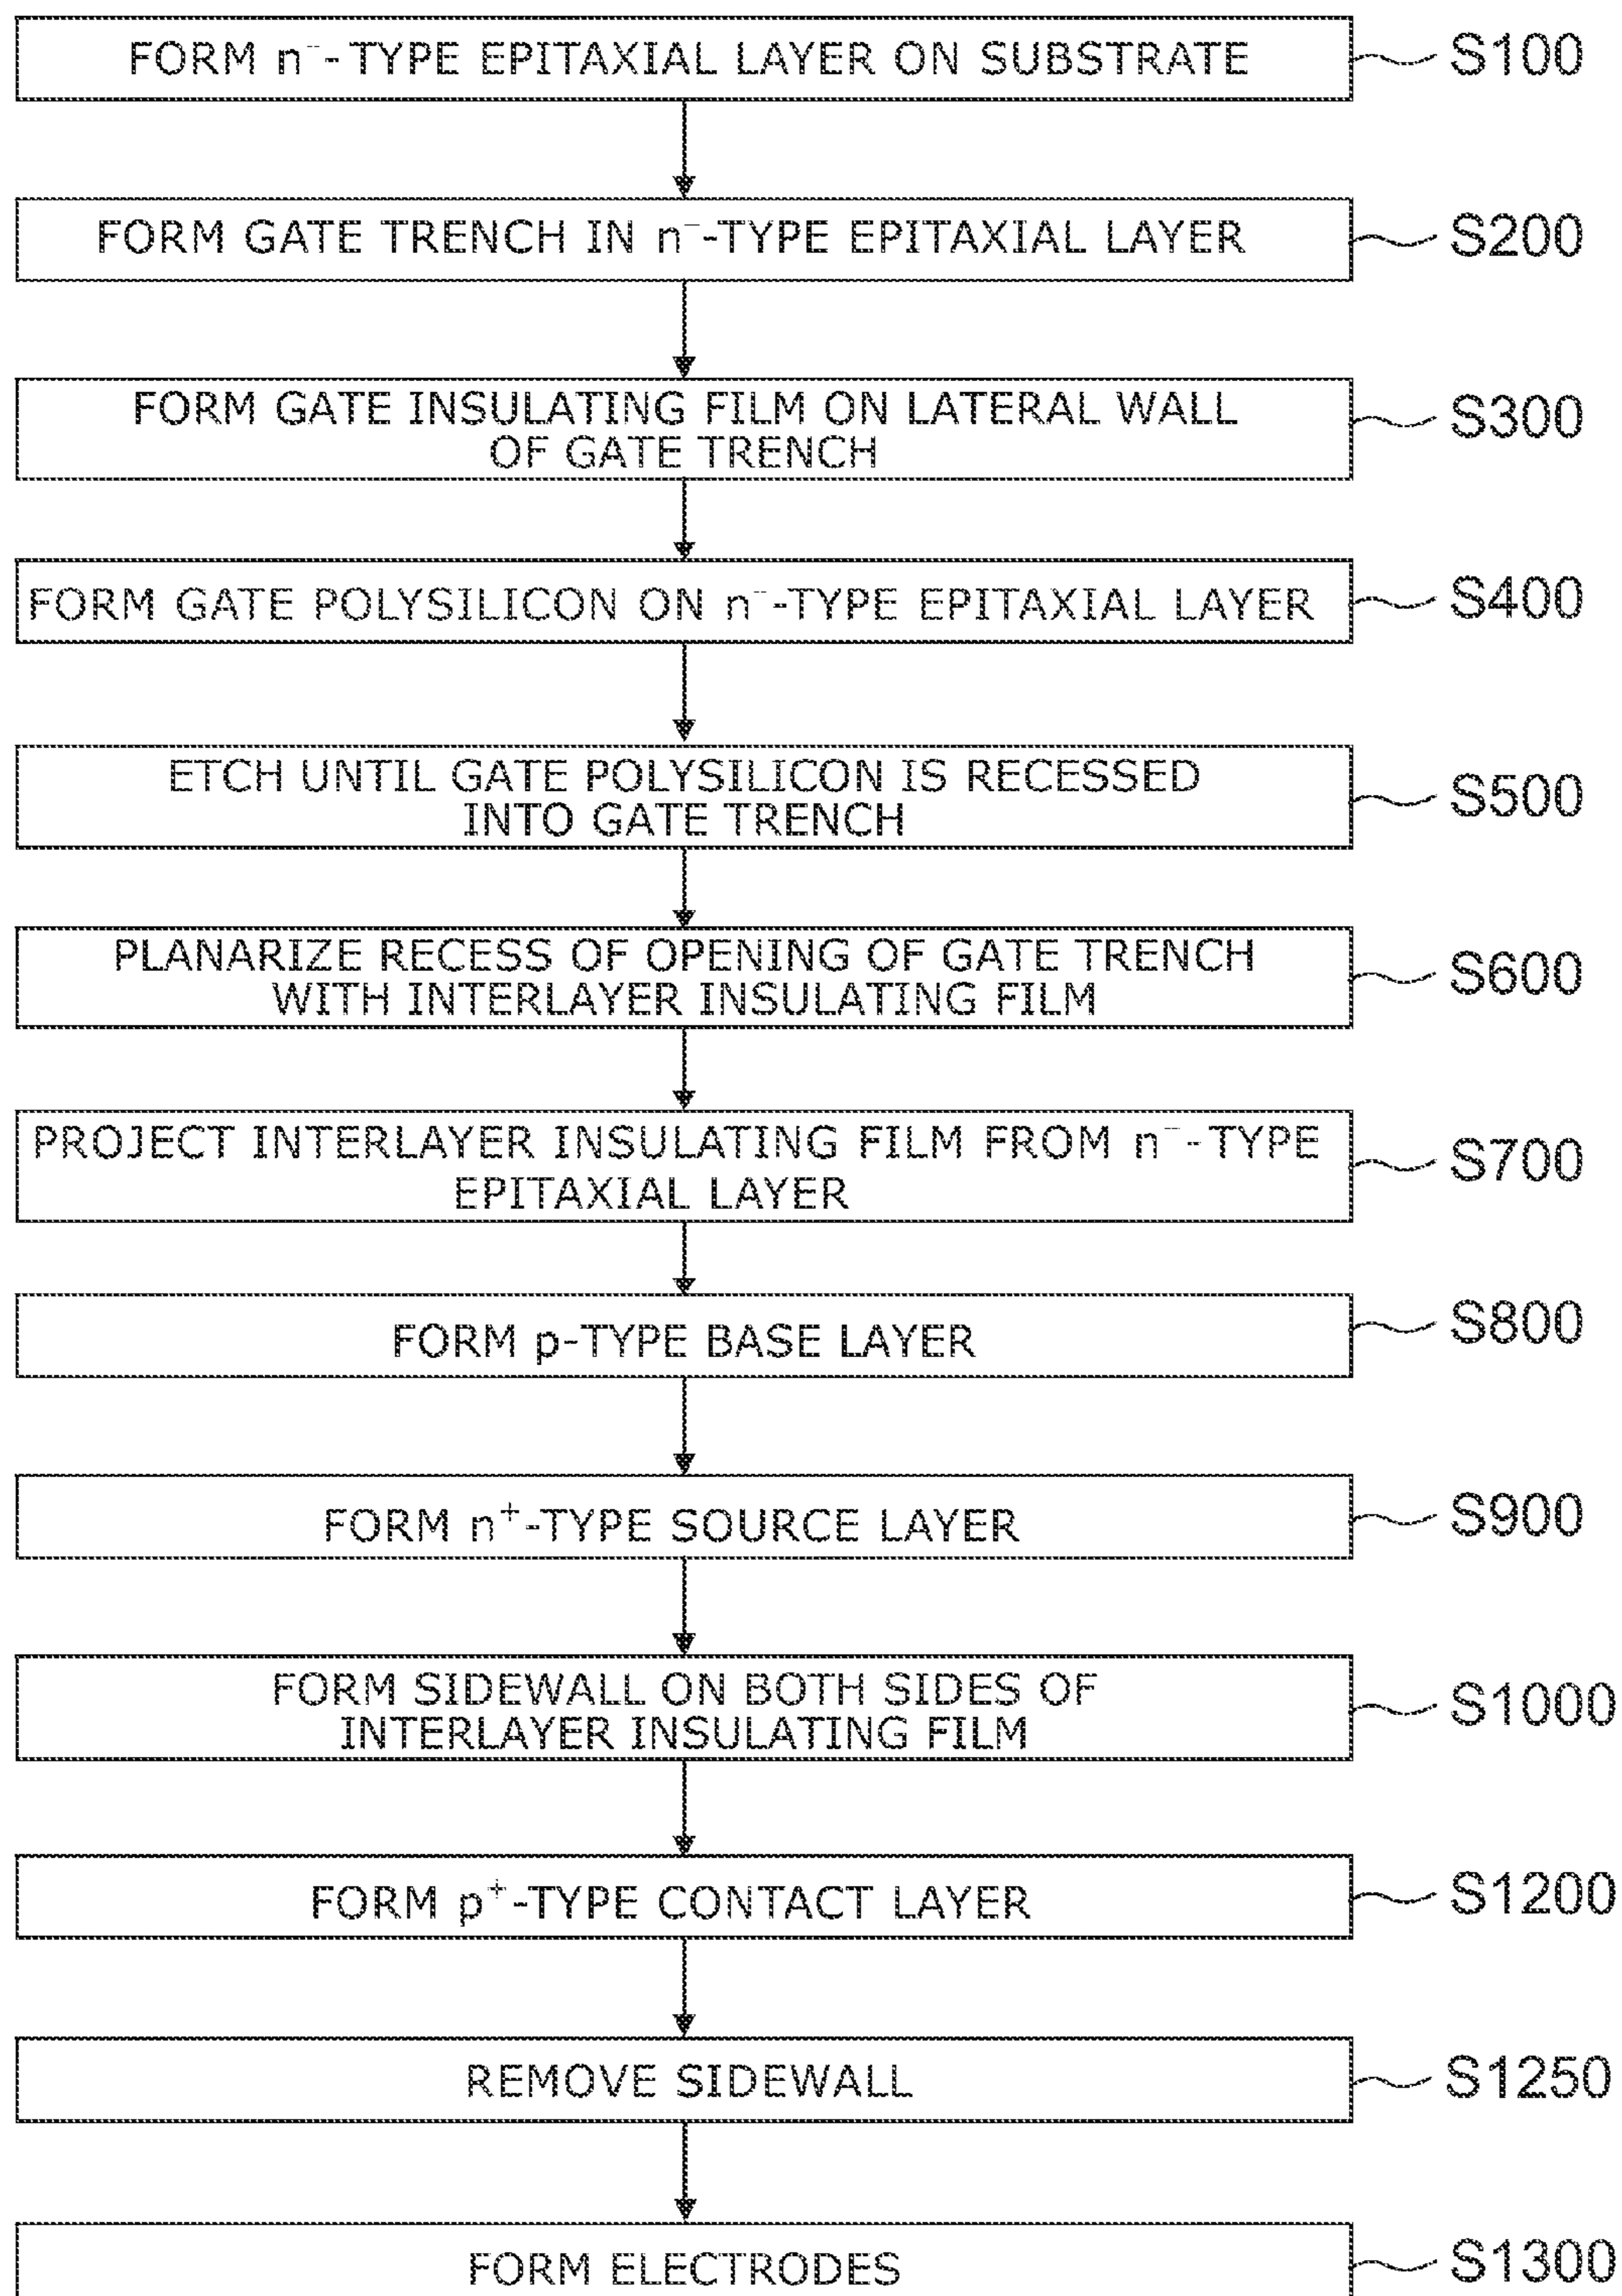 FORM n⁻-TYPE EPITAXIAL LAYER ON SUBSTRATE
S100
FORM GATE TRENCH IN n⁻-TYPE EPITAXIAL LAYER
S200
FORM GATE INSULATING FILM ON LATERAL WALL
OF GATE TRENCH
S300
FORM GATE POLYSILICON ON n⁻-TYPE EPITAXIAL LAYER
S400
ETCH UNTIL GATE POLYSILICON IS RECESSED
INTO GATE TRENCH
S500
PLANARIZE RECESS OF OPENING OF GATE TRENCH
WITH INTERLAYER INSULATING FILM
S600
PROJECT INTERLAYER INSULATING FILM FROM n⁻-TYPE
EPITAXIAL LAYER
S700
FORM p-TYPE BASE LAYER
S800
FORM n⁺-TYPE SOURCE LAYER
S900
FORM SIDEWALL ON BOTH SIDES OF
INTERLAYER INSULATING FILM
S1000
FORM p⁺-TYPE CONTACT LAYER
S1200
REMOVE SIDEWALL
S1250
FORM ELECTRODES
S1300